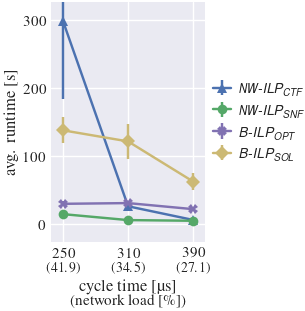 300
200
100
0
avg. runtime [s]
250 310 390
(41.9) (34.5) (27.1)
cycle time [µs]
(network load [%])
NW-ILP_CTF
NW-ILP_SNF
B-ILP_OPT
B-ILP_SOL